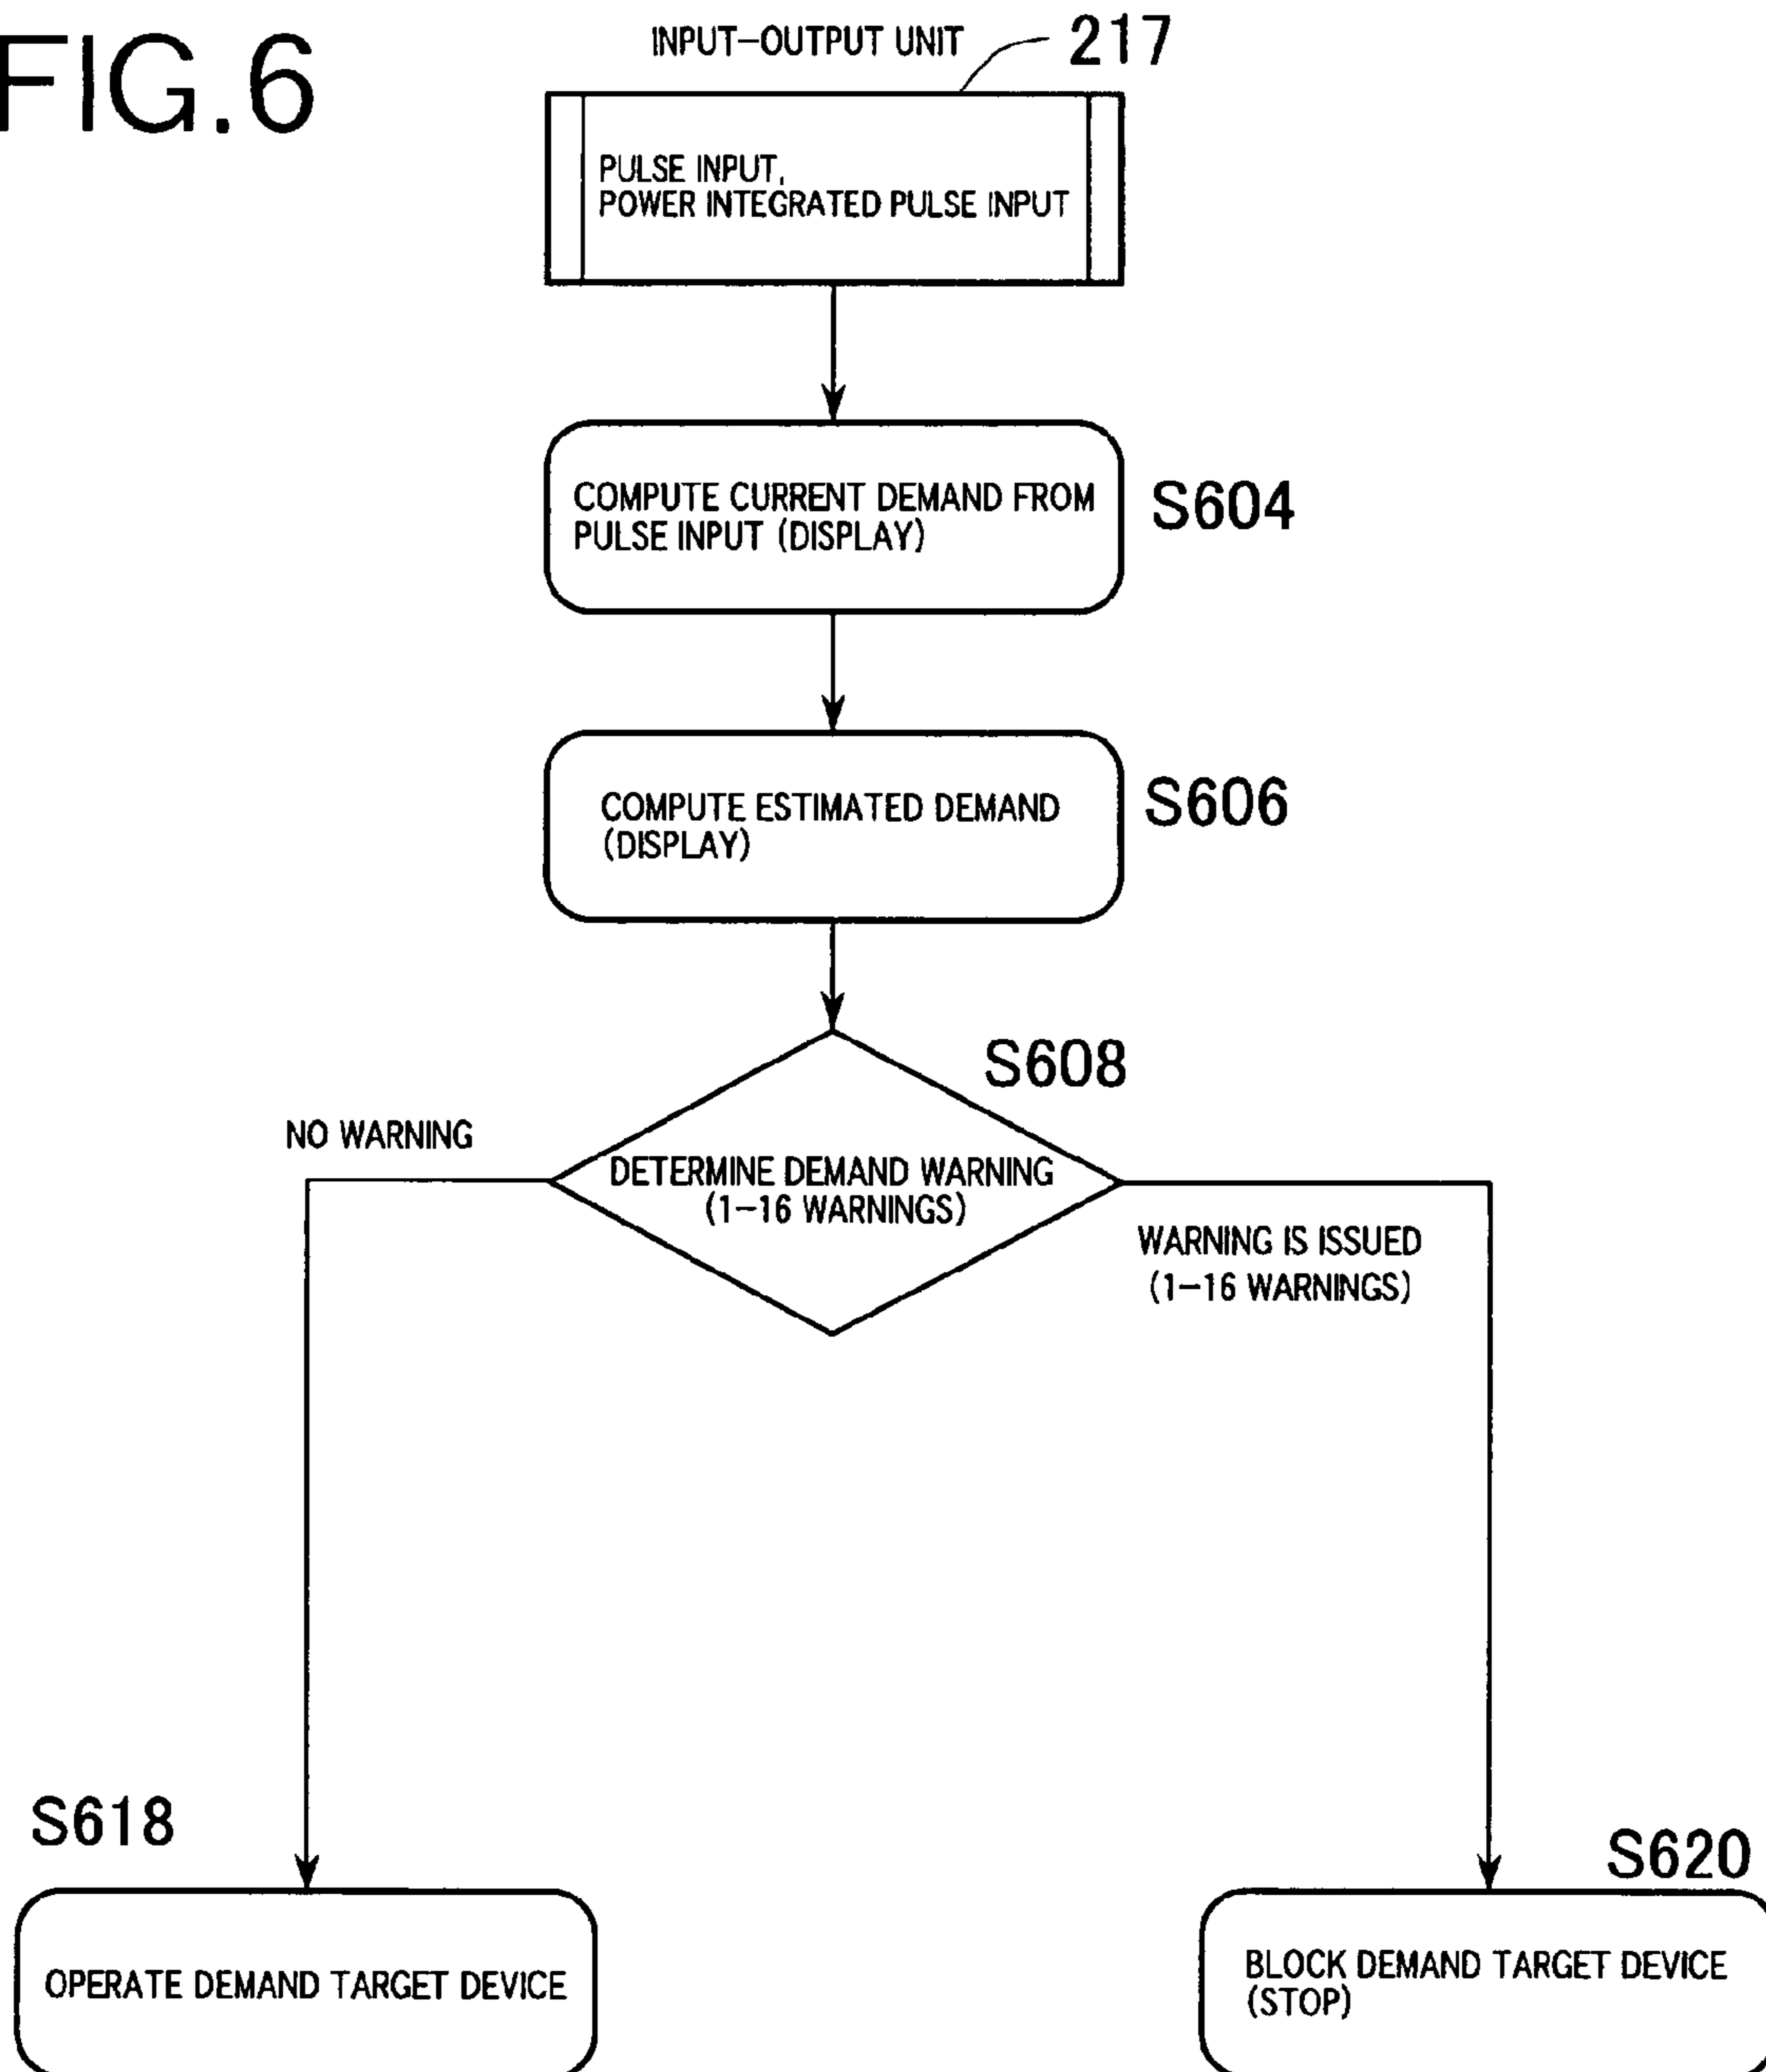 FIG.6
INPUT-OUTPUT UNIT
217
PULSE INPUT,
POWER INTEGRATED PULSE INPUT
COMPUTE CURRENT DEMAND FROM
PULSE INPUT (DISPLAY)
S604
COMPUTE ESTIMATED DEMAND
(DISPLAY)
S606
S608
DETERMINE DEMAND WARNING
(1-16 WARNINGS)
NO WARNING
WARNING IS ISSUED
(1-16 WARNINGS)
S618
OPERATE DEMAND TARGET DEVICE
S620
BLOCK DEMAND TARGET DEVICE
(STOP)